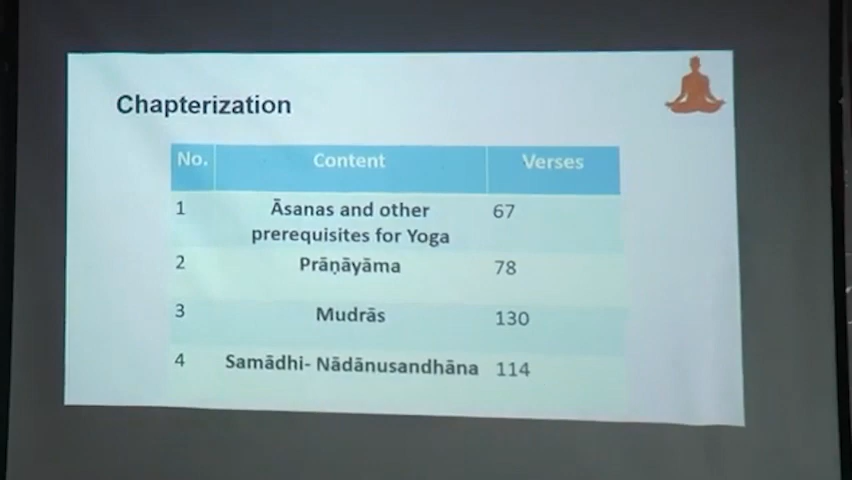 Chapterization
No. Content Verses
1 Āsanas and other 67
prerequisites for Yoga
2 Prāṇāyāma 78
3 Mudrās 130
4 Samādhi- Nādānusandhāna 114